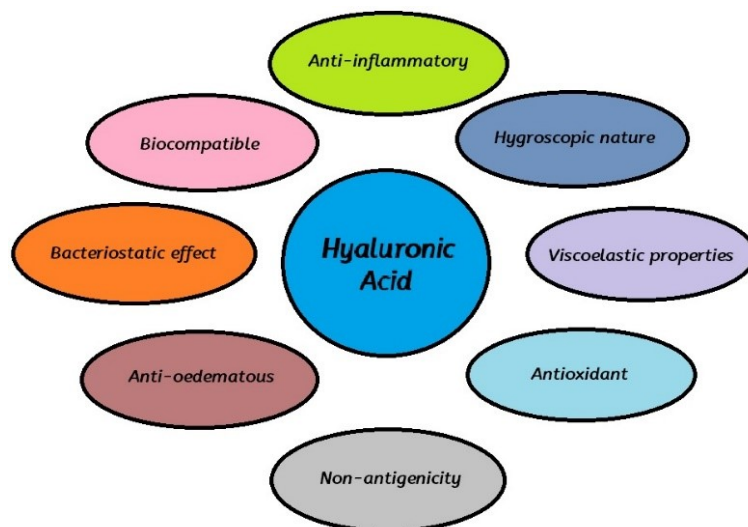 Anti-inflammatory
Biocompatible
Hygroscopic nature
Hyaluronic
Acid
Bacteriostatic effect
Viscoelastic properties
Anti-oedematous
Antioxidant
Non-antigenicity